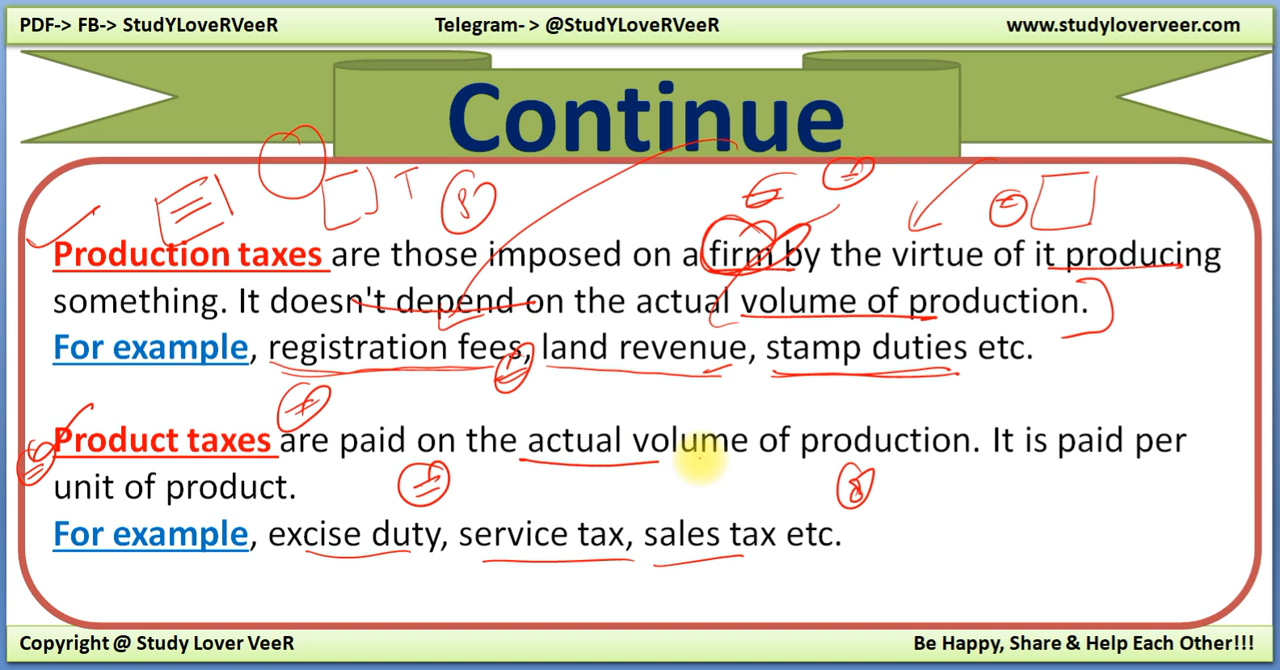 PDF-> FB-> StudYLoveRVeeR Telegram- > @StudYLoveRVeeR www.studyloverveer.com
Continue
Production taxes are those imposed on a firm by the virtue of it producing
something. It doesn't depend on the actual volume of production.
For example, registration fees, land revenue, stamp duties etc.
Product taxes are paid on the actual volume of production. It is paid per
unit of product.
For example, excise duty, service tax, sales tax etc.
Copyright @ Study Lover VeeR Be Happy, Share & Help Each Other!!!